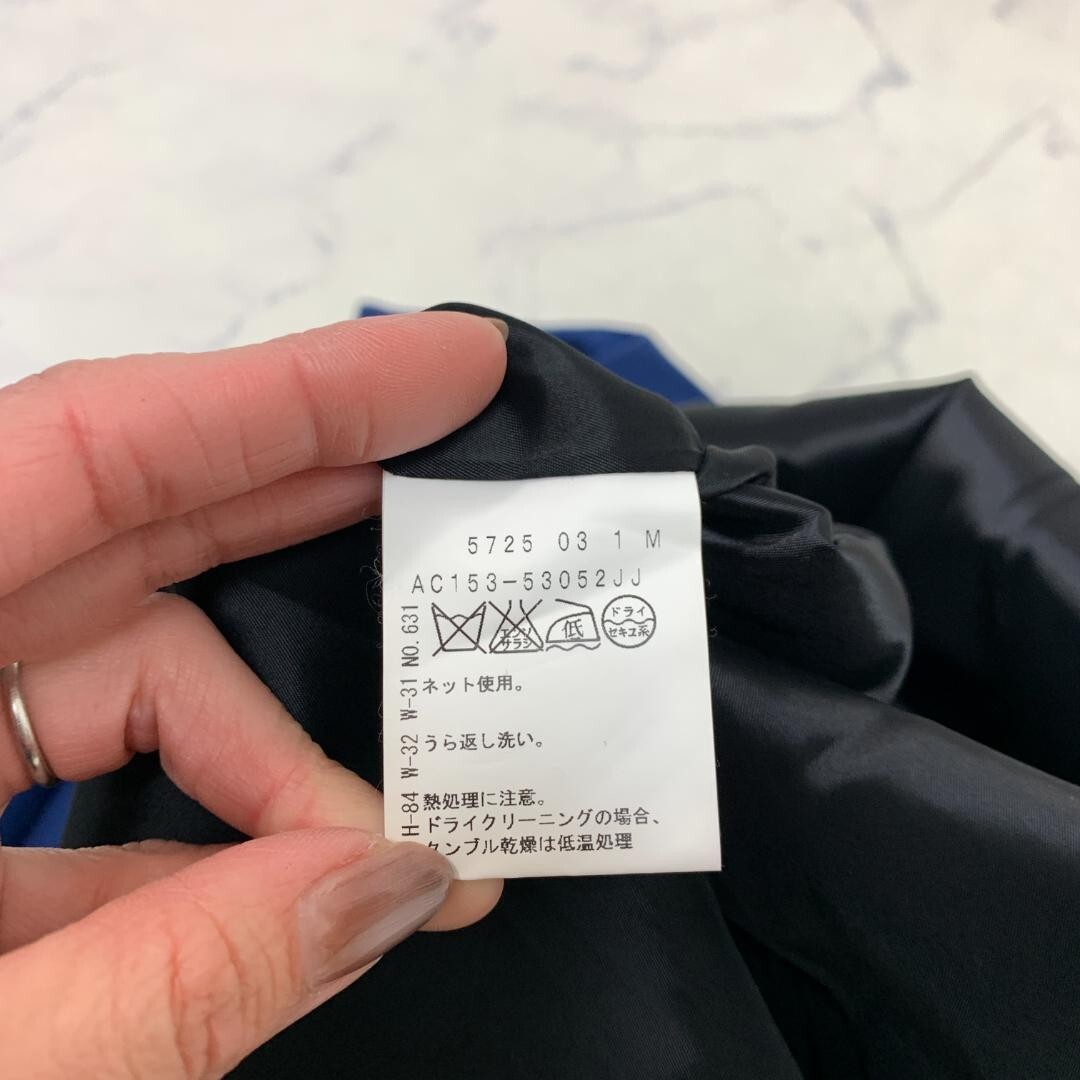 5725 03 1 M
AC153-53052JJ
エンソ
サラシ
低
ドライ
セキユ系
ネット使用。
うら返し洗い。
熱処理に注意。
ドライクリーニングの場合、
タンブル乾燥は低温処理
H-84 W-32 W-31 NO.631